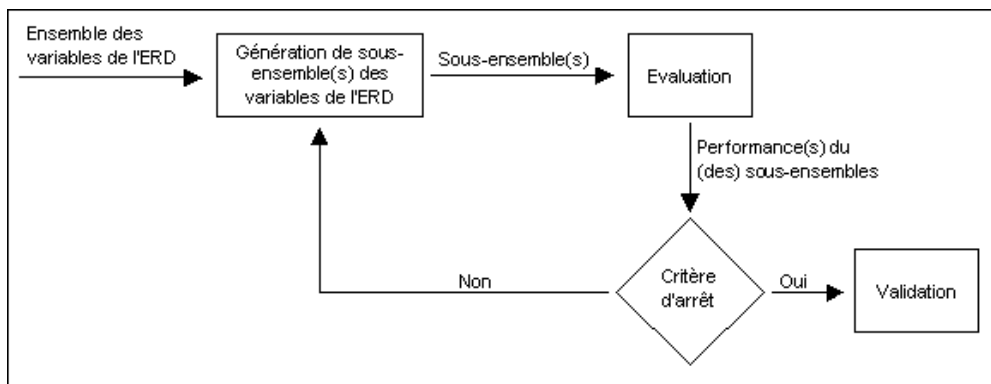 Ensemble des
variables de l'ERD
Génération de sous-
ensemble(s) des
variables de l'ERD
Sous-ensemble(s)
Evaluation
Performance(s) du
(des) sous-ensembles
Critère
d'arrêt
Non
Oui
Validation